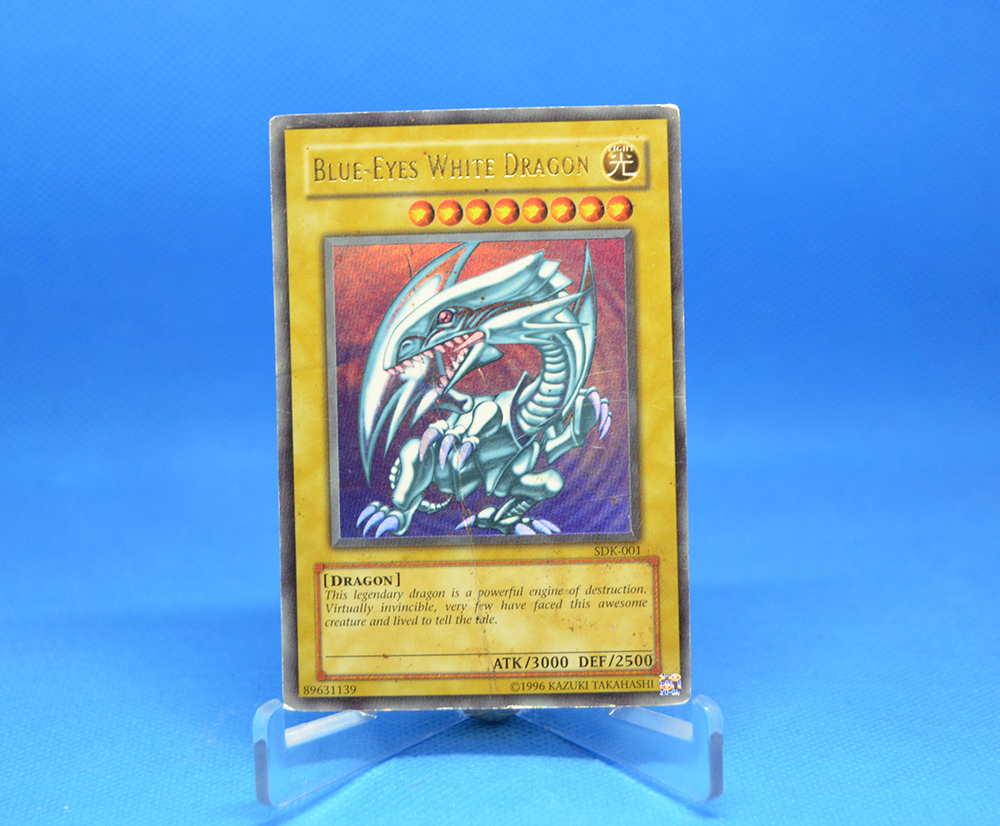 BLUE-EYES WHITE DRAGON
LIGHT
光
SDK-001
[DRAGON]
This legendary dragon is a powerful engine of destruction.
Virtually invincible, very few have faced this awesome
creature and lived to tell the tale.
ATK/3000 DEF/2500
89631139
©1996 KAZUKI TAKAHASHI